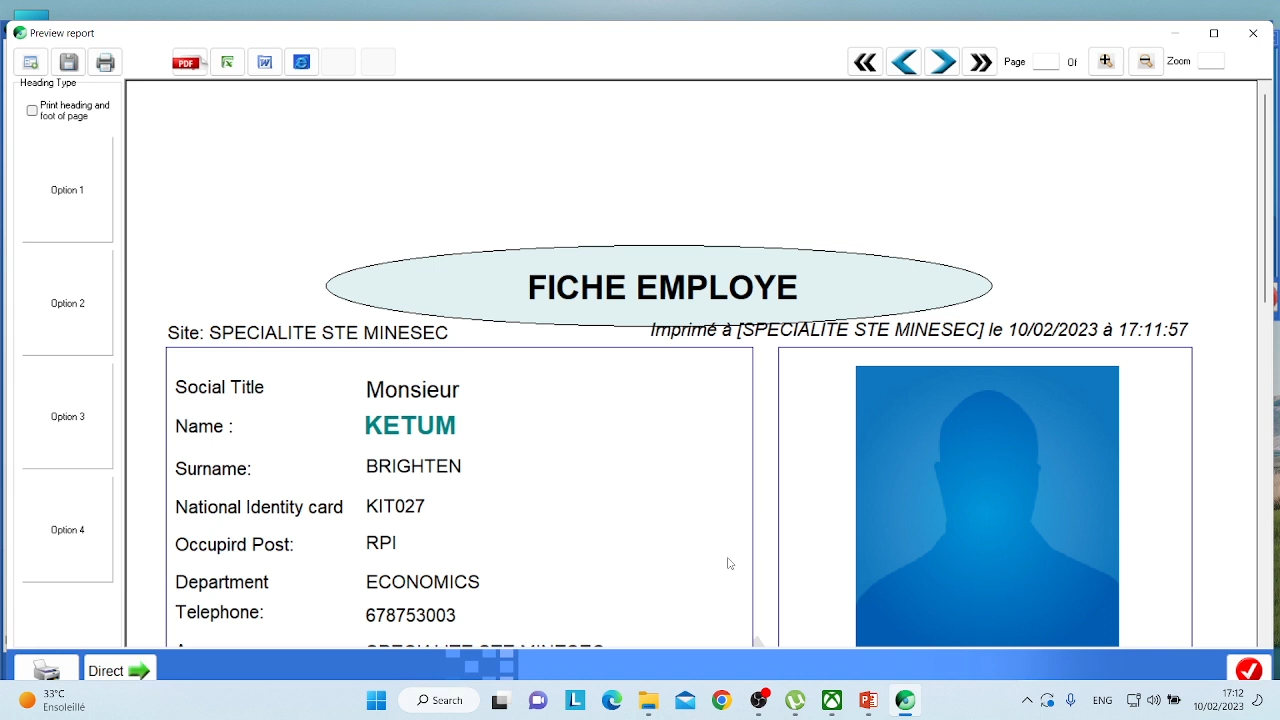 Preview report
PDF
Page
Of
Zoom
Heading Type
Print heading and
foot of page
Option 1
Option 2
Option 3
Option 4
FICHE EMPLOYE
Site: SPECIALITE STE MINESEC
Imprimé à [SPECIALITE STE MINESEC] le 10/02/2023 à 17:11:57
Social Title Monsieur
Name : KETUM
Surname: BRIGHTEN
National Identity card KIT027
Occupird Post: RPI
Department ECONOMICS
Telephone: 678753003
Direct
33°C
Ensoleillé
Search
ENG
17:12
10/02/2023